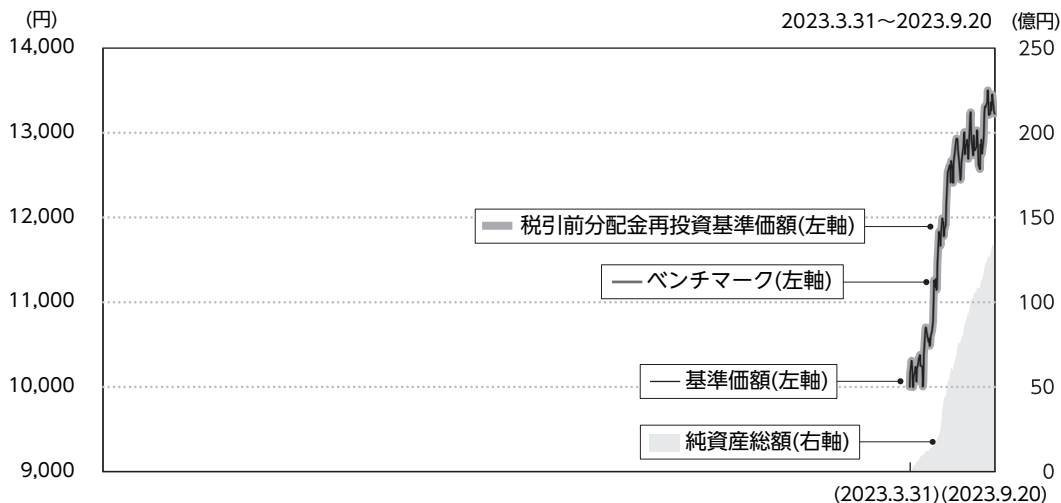 (円)
2023.3.31～2023.9.20 (億円)
14,000
250
13,000
200
税引前分配金再投資基準価額(左軸)
12,000
150
ベンチマーク(左軸)
11,000
100
基準価額(左軸)
10,000
50
純資産総額(右軸)
9,000
0
(2023.3.31)(2023.9.20)